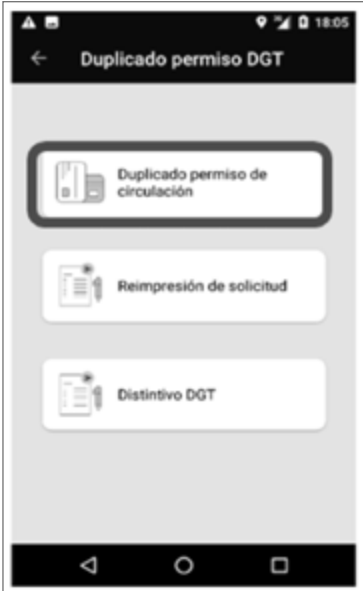 18:05
Duplicado permiso DGT
Duplicado permiso de
circulación
Reimpresión de solicitud
Distintivo DGT